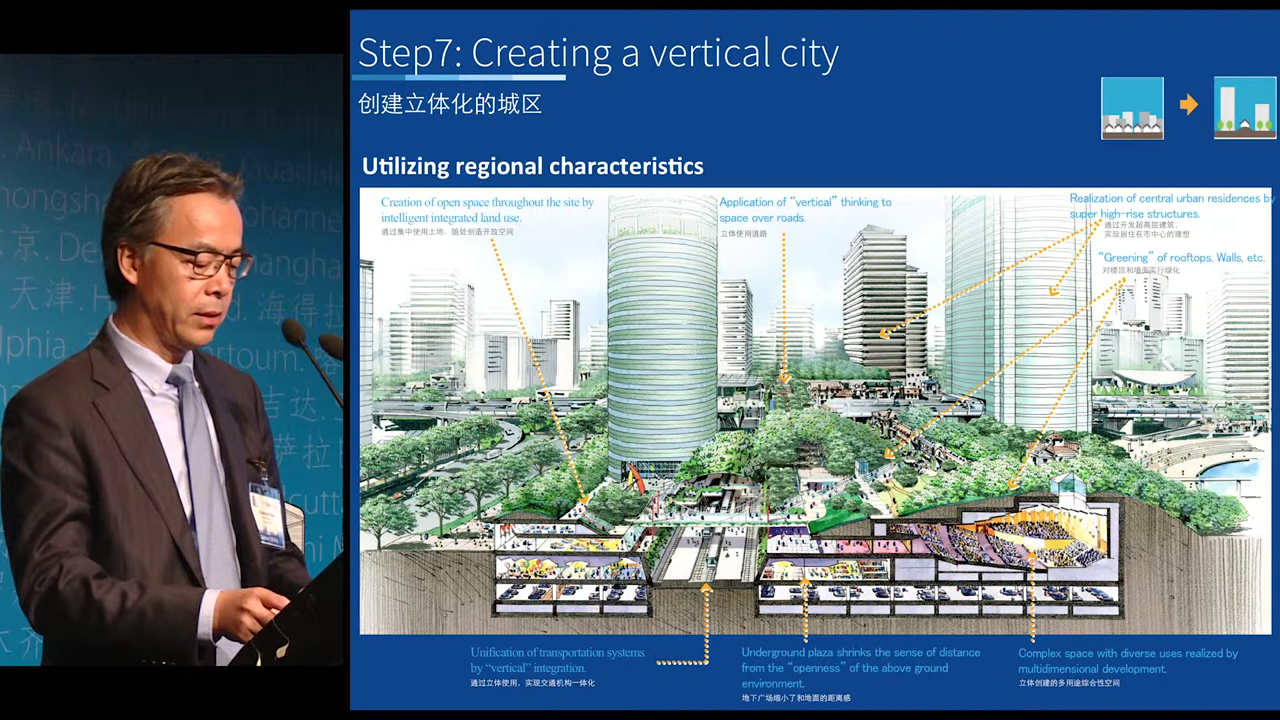 Step7: Creating a vertical city
创建立体化的城区
Utilizing regional characteristics
Creation of open space throughout the site by
intelligent integrated land use.
通过集中使用土地，随处创造开放空间
Application of “vertical” thinking to
space over roads.
立体使用道路
Realization of central urban residences by
super high-rise structures.
通过开发超高层建筑，
实现居住在市中心的理想
“Greening” of rooftops. Walls, etc.
对楼顶和墙面实行绿化
Unification of transportation systems
by “vertical” integration.
通过立体使用，实现交通机构一体化
Underground plaza shrinks the sense of distance
from the “openness” of the above ground
environment.
地下广场缩小了和地面的距离感
Complex space with diverse uses realized by
multidimensional development.
立体创建的多用途综合性空间
Ankara
京
天津
海得拉
吉达
萨拉